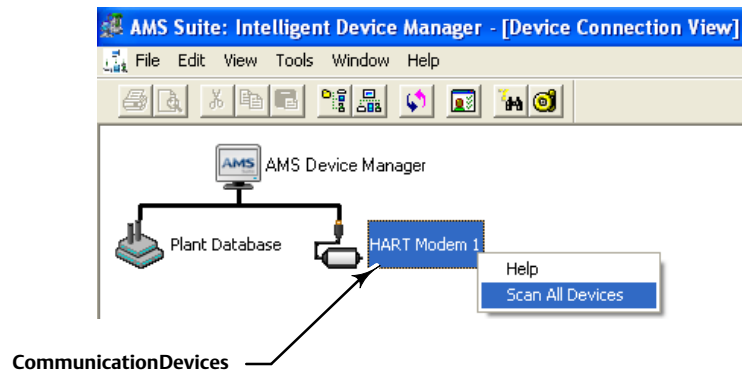 AMS Suite: Intelligent Device Manager - [Device Connection View]
File Edit View Tools Window Help
AMS AMS Device Manager
Plant Database HART Modem 1
Help
Scan All Devices
CommunicationDevices